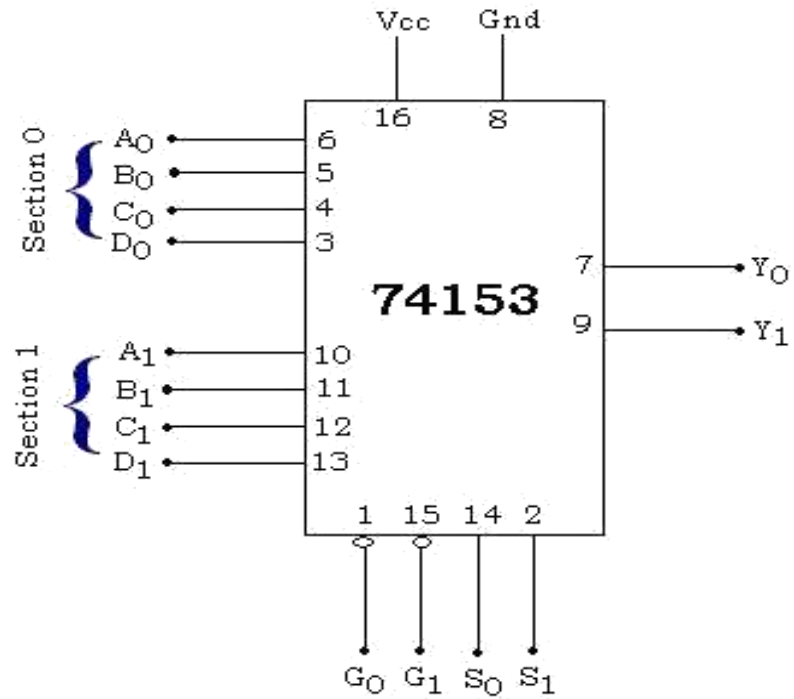 Vcc Gnd
16 8
Section 0
A0 6
B0 5
C0 4
D0 3
74153
7 Y0
9 Y1
Section 1
A1 10
B1 11
C1 12
D1 13
1 15 14 2
G0 G1 S0 S1